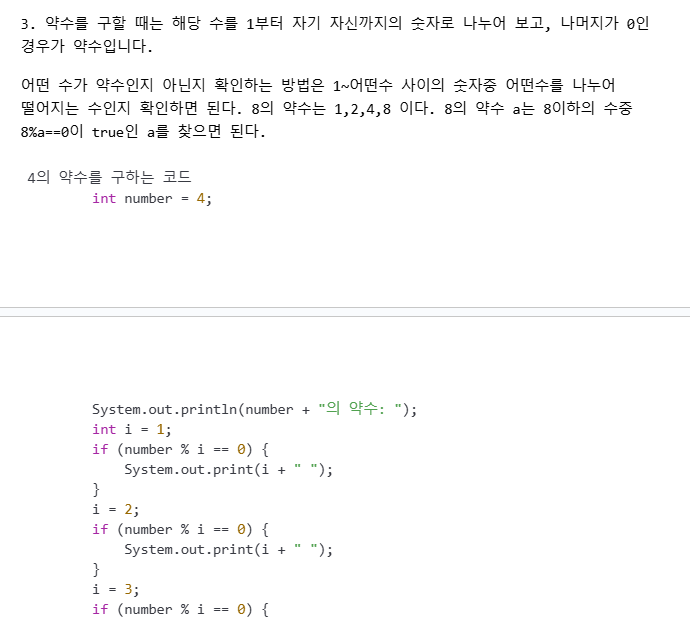 3. 약수를 구할 때는 해당 수를 1부터 자기 자신까지의 숫자로 나누어 보고, 나머지가 0인
경우가 약수입니다.
어떤 수가 약수인지 아닌지 확인하는 방법은 1~어떤수 사이의 숫자중 어떤수를 나누어
떨어지는 수인지 확인하면 된다. 8의 약수는 1,2,4,8 이다. 8의 약수 a는 8이하의 수중
8%a==0이 true인 a를 찾으면 된다.
4의 약수를 구하는 코드
int number = 4;
System.out.println(number + "의 약수: ");
int i = 1;
if (number % i == 0) {
System.out.print(i + " ");
}
i = 2;
if (number % i == 0) {
System.out.print(i + " ");
}
i = 3;
if (number % i == 0) {